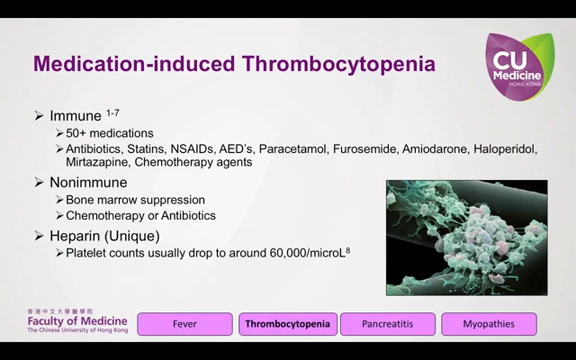 Medication-induced Thrombocytopenia
CU
Medicine
HONG KONG
Immune 1-7
50+ medications
Antibiotics, Statins, NSAIDs, AED's, Paracetamol, Furosemide, Amiodarone, Haloperidol,
Mirtazapine, Chemotherapy agents
Nonimmune
Bone marrow suppression
Chemotherapy or Antibiotics
Heparin (Unique)
Platelet counts usually drop to around 60,000/microL8
香港中文大學醫學院
Faculty of Medicine
The Chinese University of Hong Kong
Fever
Thrombocytopenia
Pancreatitis
Myopathies